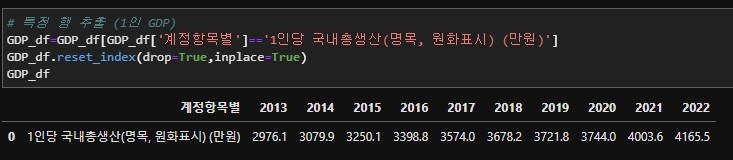 # 특정 행 추출 (1인 GDP)
GDP_df=GDP_df[GDP_df['계정항목별']=='1인당 국내총생산(명목, 원화표시) (만원)']
GDP_df.reset_index(drop=True,inplace=True)
GDP_df
계정항목별 2013 2014 2015 2016 2017 2018 2019 2020 2021 2022
0 1인당 국내총생산(명목, 원화표시) (만원) 2976.1 3079.9 3250.1 3398.8 3574.0 3678.2 3721.8 3744.0 4003.6 4165.5